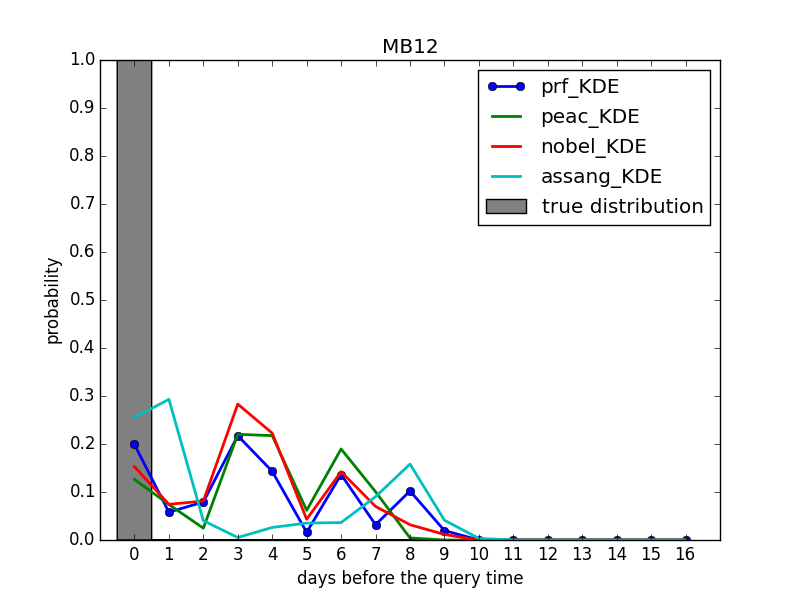 MB12
1.0
0.9
0.8
0.7
0.6
0.5
0.4
0.3
0.2
0.1
0.0
probability
prf_KDE
peac_KDE
nobel_KDE
assang_KDE
true distribution
0 1 2 3 4 5 6 7 8 9 10 11 12 13 14 15 16
days before the query time